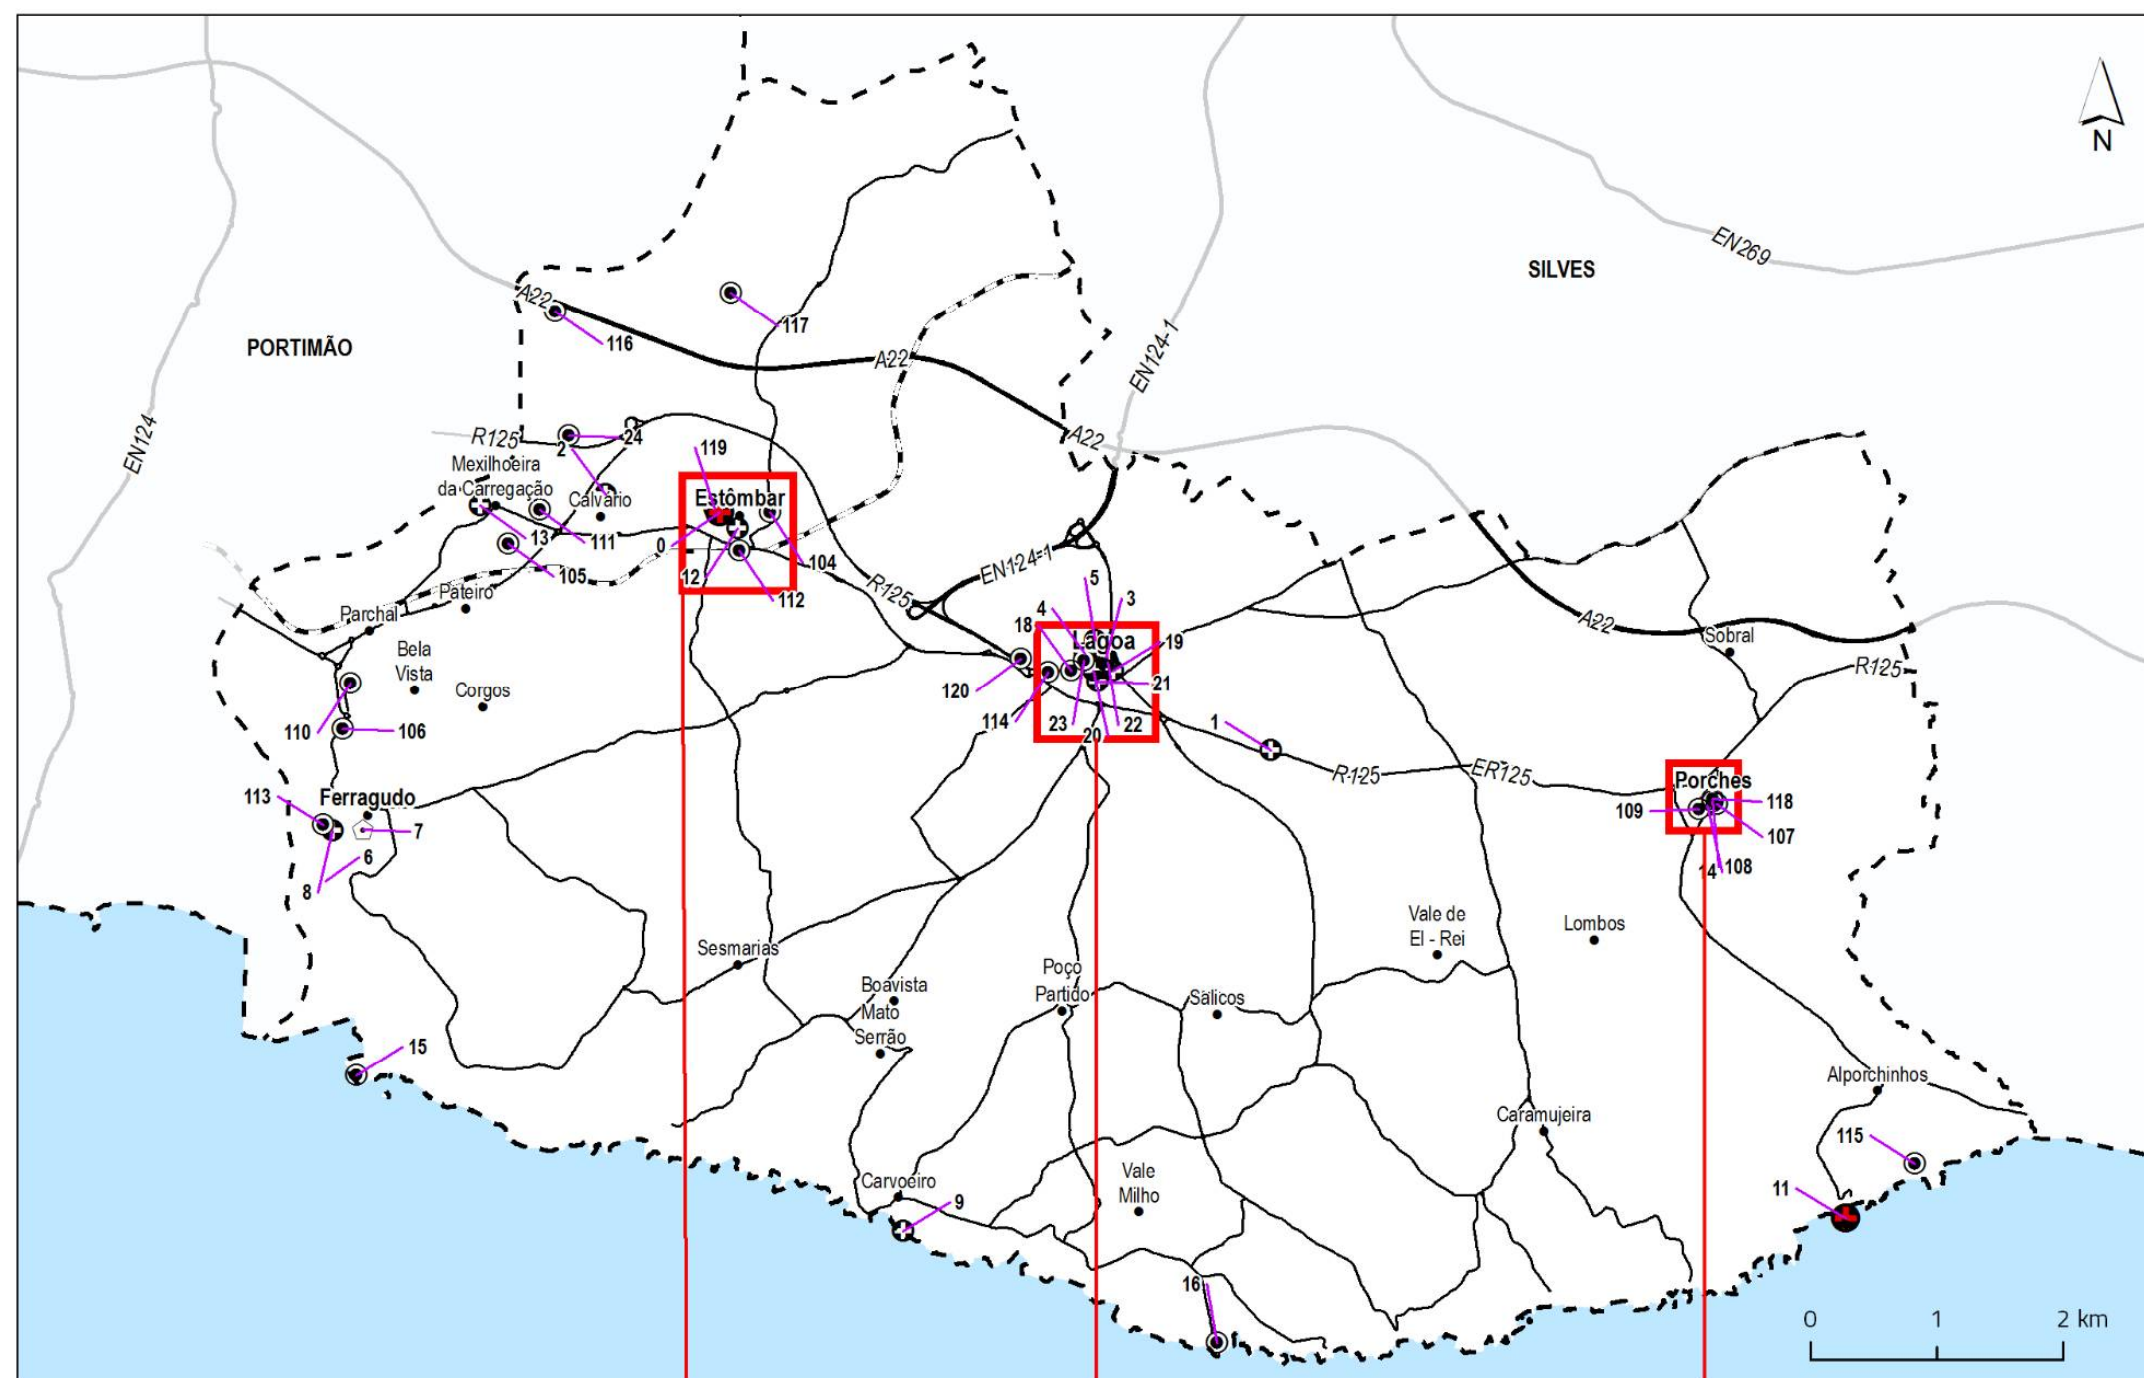 N
EN269
SILVES
A22
117
116
PORTIMÃO
A22
EN124-1
EN124
R125
2
24
119
A22
Mexilhoeira
da Carregação
Calvário
Estômbar
13
111
0
104
105
12
112
EN124-1
R125
Pateiro
Parchal
5
3
4
18
Lagoa
19
A22
Sobral
R125
Bela
Vista
Corgos
120
21
114
23
20
22
110
106
1
R125
ER125
Porches
113
Ferragudo
7
109
118
107
6
8
14
108
Vale de
El - Rei
Lombos
Sesmarias
Poço
Partido
Boavista
Mato
Serrão
Salicos
15
Alporchinhos
Caramujeira
115
Carvoeiro
Vale
Milho
9
11
16
0 1 2 km